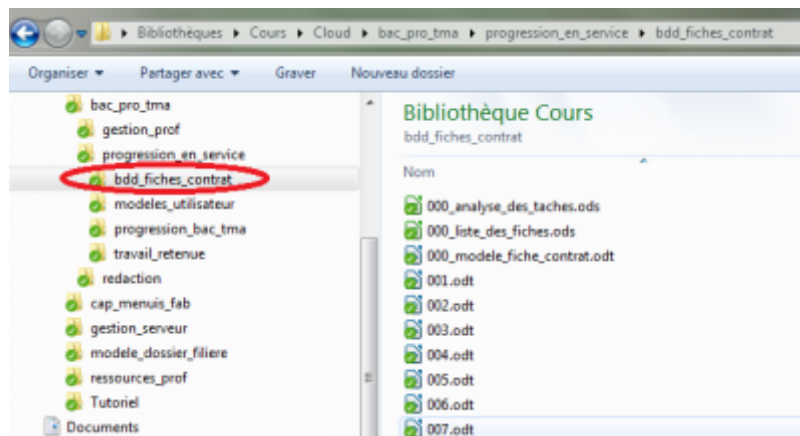 Bibliothèques ▸ Cours ▸ Cloud ▸ bac_pro_tma ▸ progression_en_service ▸ bdd_fiches_contrat
Organiser Partager avec Graver Nouveau dossier
bac_pro_tma
gestion_prof
progression_en_service
bdd_fiches_contrat
modeles_utilisateur
progression_bac_tma
travail_retenue
redaction
cap_menuis_fab
gestion_serveur
modele_dossier_filiere
ressources_prof
Tutoriel
Documents
Bibliothèque Cours
bdd_fiches_contrat
Nom
000_analyse_des_taches.ods
000_liste_des_fiches.ods
000_modele_fiche_contrat.odt
001.odt
002.odt
003.odt
004.odt
005.odt
006.odt
007.odt